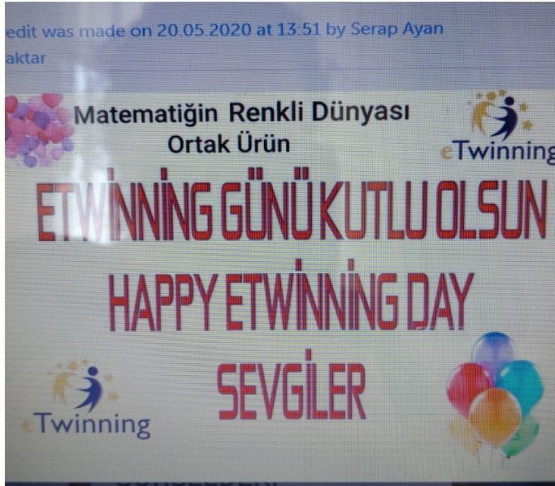 edit was made on 20.05.2020 at 13:51 by Serap Ayan
aktar
Matematiğin Renkli Dünyası
Ortak Ürün
eTwinning
ETWİNNİNG GÜNÜ KUTLU OLSUN
HAPPY ETWİNNİNG DAY
SEVGİLER
eTwinning